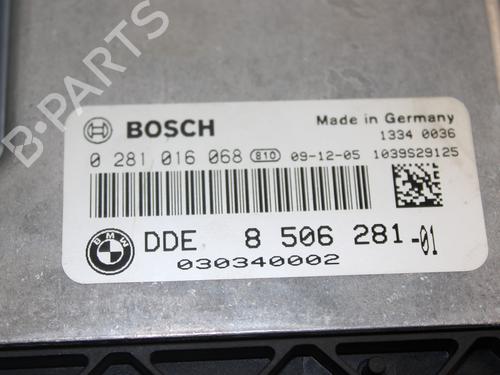 B-Parts
BOSCH
Made in Germany
1334 0036
0 281 016 068 810 09-12-05 1039S29125
BMW
DDE 8 506 281-01
030340002